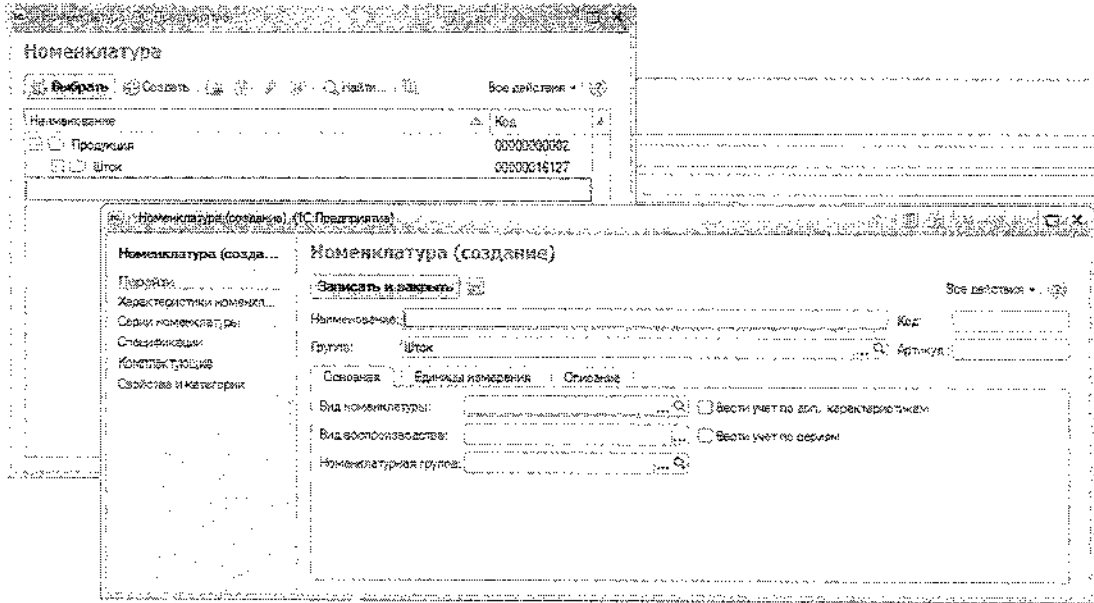 Номенклатура
Выбрать Создать Найти... Все действия
Наименование Код
Продукция 00000000002
Шток 00000016127
Номенклатура (создание) (1С:Предприятие)
Номенклатура (созда... Номенклатура (создание)
Перейти Записать и закрыть Все действия
Характеристики номенкл...
Серии номенклатуры Наименование: Код:
Спецификации Группа: Шток Артикул:
Комплектующие
Свойства и категории Основная Единицы измерения Описание
Вид номенклатуры: Вести учет по доп. характеристикам
Вид воспроизводства: Вести учет по сериям
Номенклатурная группа: